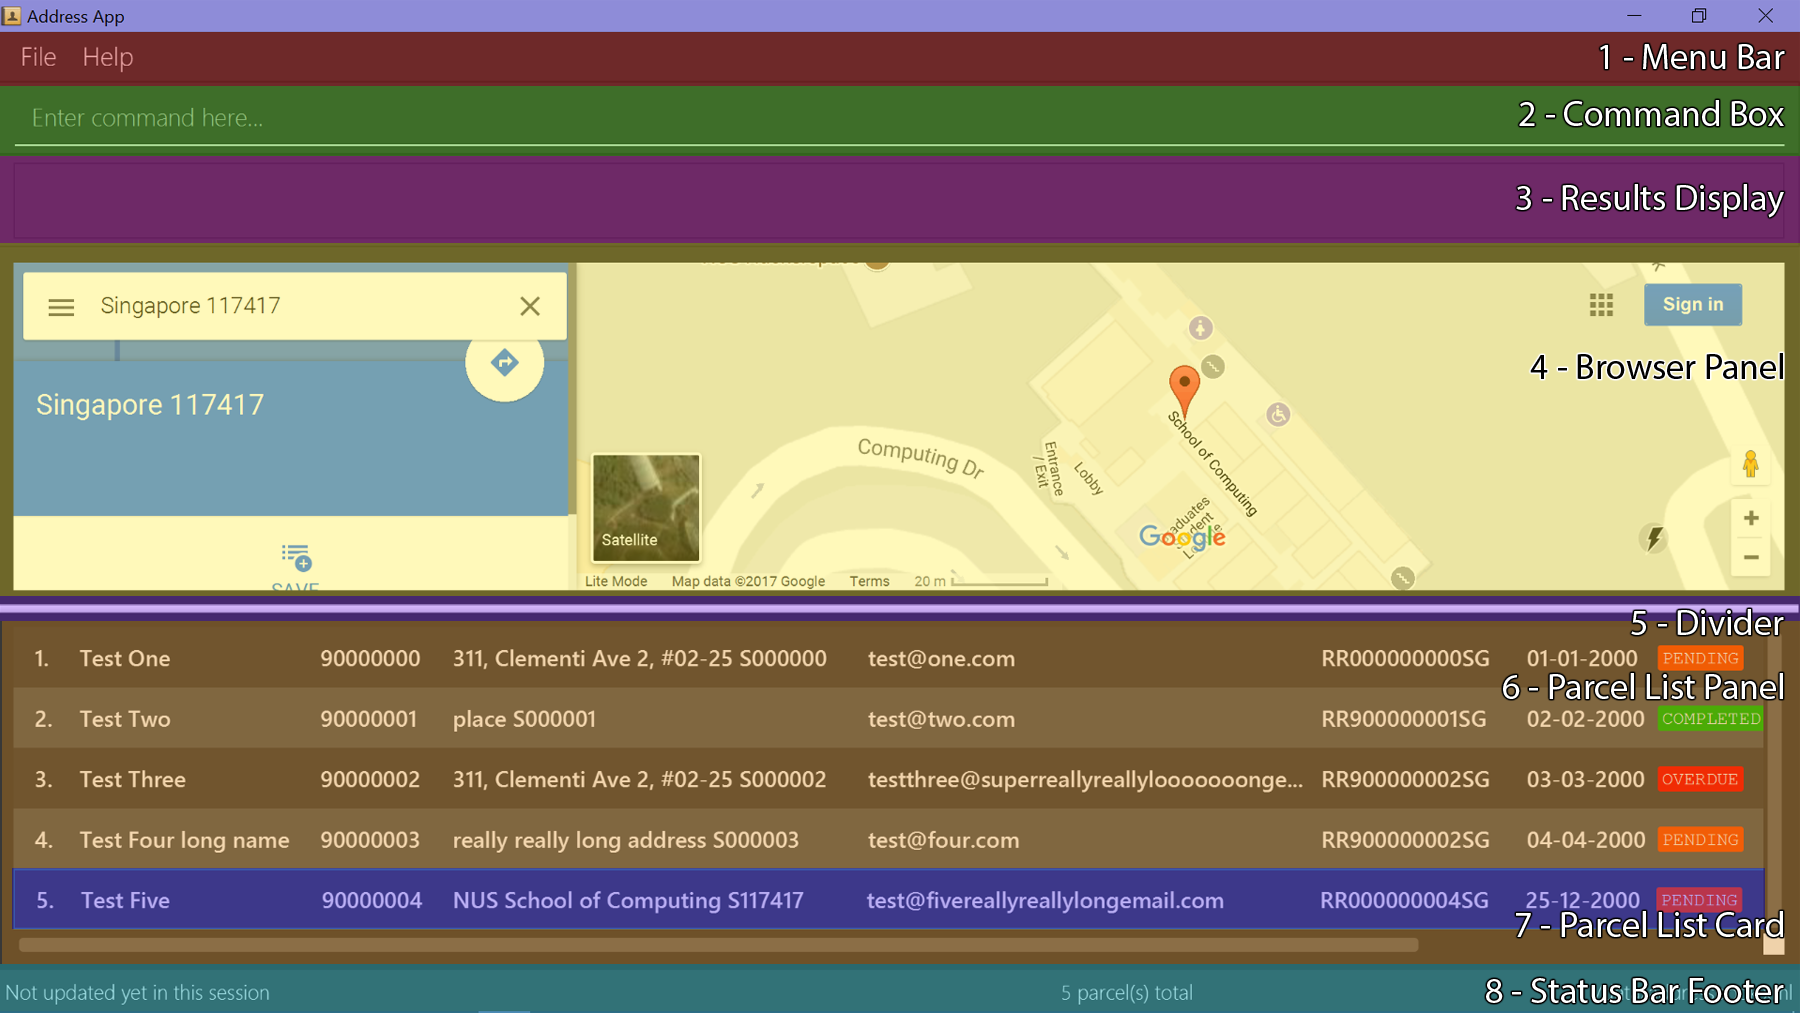 Address App
File Help
1 - Menu Bar
Enter command here...
2 - Command Box
3 - Results Display
Singapore 117417
Sign in
4 - Browser Panel
Singapore 117417
School of Computing
Computing Dr
Entrance / Exit
Lobby
Satellite
Google
SAVE
Lite Mode Map data ©2017 Google Terms 20 m
5 - Divider
1. Test One 90000000 311, Clementi Ave 2, #02-25 S000000 test@one.com RR000000000SG 01-01-2000 PENDING
6 - Parcel List Panel
2. Test Two 90000001 place S000001 test@two.com RR900000001SG 02-02-2000 COMPLETED
3. Test Three 90000002 311, Clementi Ave 2, #02-25 S000002 testthree@superreallyreallylooooooonge... RR900000002SG 03-03-2000 OVERDUE
4. Test Four long name 90000003 really really long address S000003 test@four.com RR900000002SG 04-04-2000 PENDING
5. Test Five 90000004 NUS School of Computing S117417 test@fivereallyreallylongemail.com RR000000004SG 25-12-2000 PENDING
7 - Parcel List Card
Not updated yet in this session 5 parcel(s) total
8 - Status Bar Footer